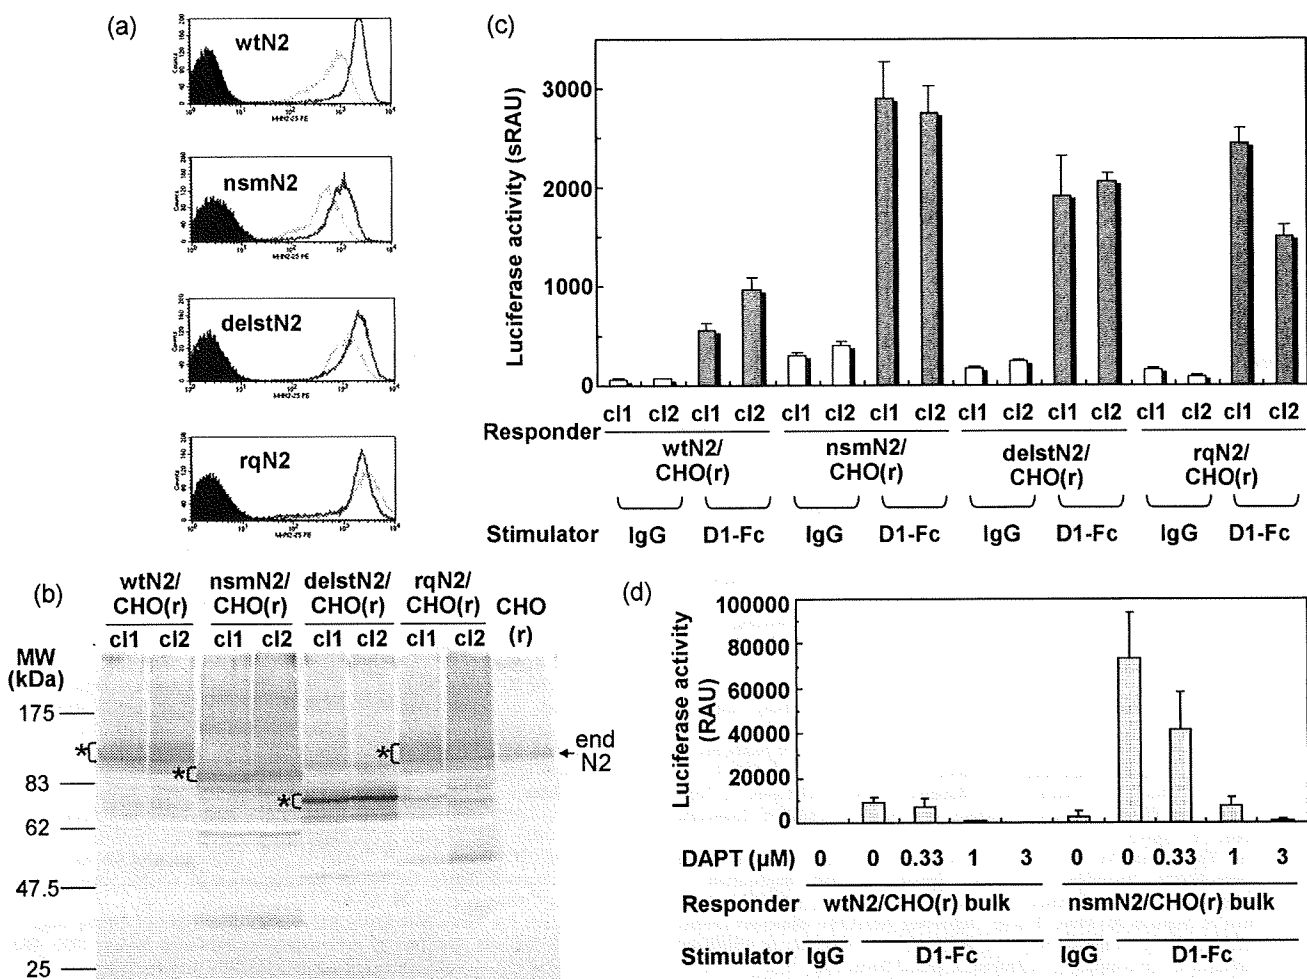 (a)
wtN2
nsmN2
delstN2
rqN2
(b)
wtN2/ CHO(r)
nsmN2/ CHO(r)
delstN2/ CHO(r)
rqN2/ CHO(r)
CHO (r)
cl1 cl2 cl1 cl2 cl1 cl2 cl1 cl2
MW (kDa)
175
83
62
47.5
25
*
*
*
*
end N2
(c)
Luciferase activity (sRAU)
3000
2000
1000
0
cl1 cl2 cl1 cl2 cl1 cl2 cl1 cl2 cl1 cl2 cl1 cl2 cl1 cl2 cl1 cl2
Responder
wtN2/ CHO(r)
nsmN2/ CHO(r)
delstN2/ CHO(r)
rqN2/ CHO(r)
Stimulator IgG D1-Fc IgG D1-Fc IgG D1-Fc IgG D1-Fc
(d)
Luciferase activity (RAU)
100000
80000
60000
40000
20000
0
DAPT (μM) 0 0 0.33 1 3 0 0 0.33 1 3
Responder wtN2/CHO(r) bulk nsmN2/CHO(r) bulk
Stimulator IgG D1-Fc IgG D1-Fc